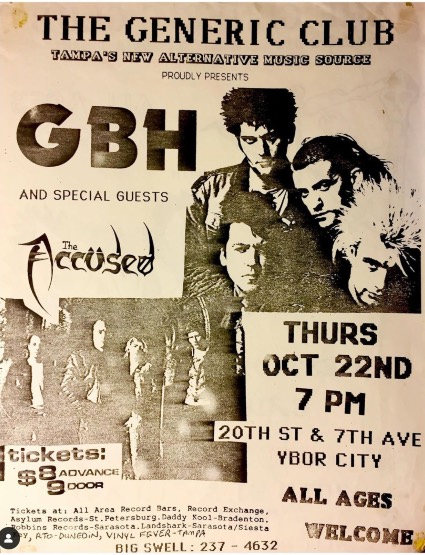 THE GENERIC CLUB
TAMPA'S NEW ALTERNATIVE MUSIC SOURCE
PROUDLY PRESENTS
GBH
AND SPECIAL GUESTS
The
Accüsed
THURS
OCT 22ND
7 PM
20TH ST & 7TH AVE
YBOR CITY
tickets:
$8 ADVANCE
9 DOOR
ALL AGES
WELCOME
Tickets at: All Area Record Bars, Record Exchange,
Asylum Records-St.Petersburg.Daddy Kool-Bradenton.
Robbins Records-Sarasota.Landshark-Sarasota/Siesta
KEY, RTO-DUNEDIN, VINYL FEVER-TAMPA
BIG SWELL: 237 - 4632